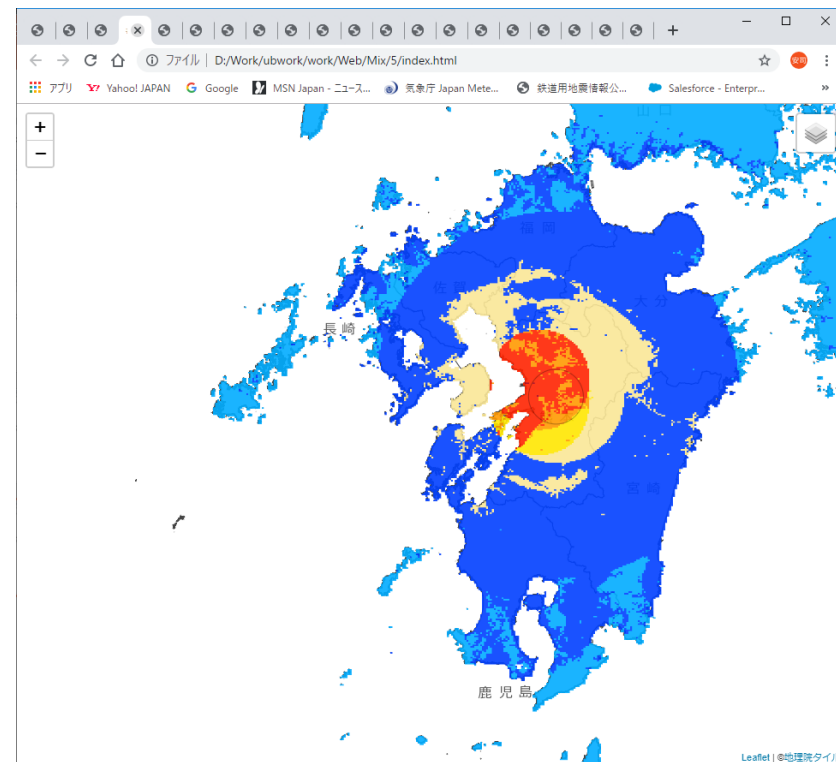 ファイル | D:/Work/ubwork/work/Web/Mix/5/index.html
安司
アプリ Yahoo! JAPAN Google MSN Japan - ニュース... 気象庁 Japan Mete... 鉄道用地震情報公... Salesforce - Enterpr... »
+
−
山口
福岡
佐賀
大分
長崎
宮崎
鹿児島
Leaflet | ©地理院タイル